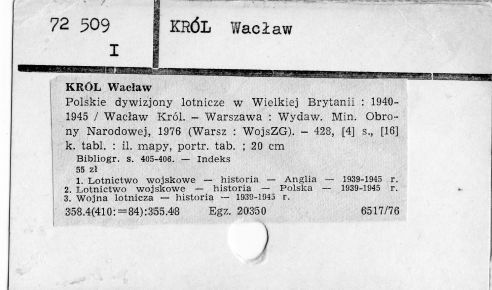 72 509
I
KRÓL Wacław
KRÓL Wacław
Polskie dywizjony lotnicze w Wielkiej Brytanii : 1940-
1945 / Wacław Król. — Warszawa : Wydaw. Min. Obro-
ny Narodowej, 1976 (Warsz : WojsZG). — 428, [4] s., [16]
k. tabl. : il. mapy, portr. tab. ; 20 cm
Bibliogr. s. 405-406. — Indeks
55 zł
1. Lotnictwo wojskowe — historia — Anglia — 1939-1945 r.
2. Lotnictwo wojskowe — historia — Polska — 1939-1945 r.
3. Wojna lotnicza — historia — 1939-1945 r.
358.4(410:=84):355.48 Egz. 20350 6517/76